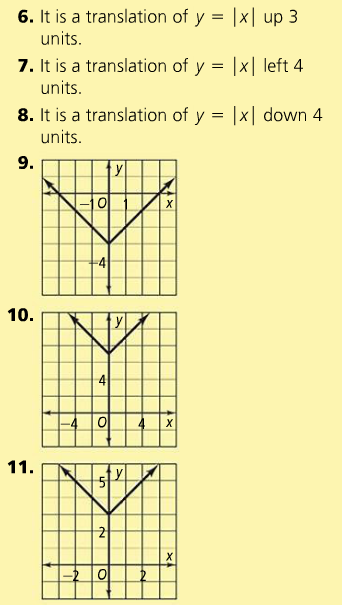 6. It is a translation of y = |x| up 3
units.
7. It is a translation of y = |x| left 4
units.
8. It is a translation of y = |x| down 4
units.
9.
y
−1 O 1 x
−4
10.
y
4
−4 O 4 x
11.
5 y
2
x
−2 O 2